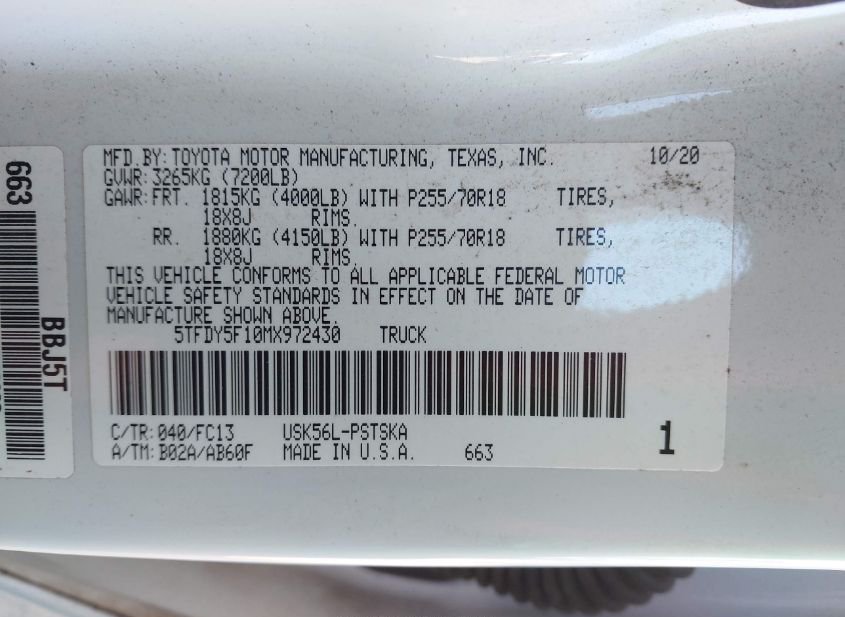 663
BBJ5T
MFD.BY:TOYOTA MOTOR MANUFACTURING, TEXAS, INC. 10/20
GVWR:3265KG (7200LB)
GAWR:FRT. 1815KG (4000LB) WITH P255/70R18 TIRES,
18X8J RIMS.
RR. 1880KG (4150LB) WITH P255/70R18 TIRES,
18X8J RIMS.
THIS VEHICLE CONFORMS TO ALL APPLICABLE FEDERAL MOTOR
VEHICLE SAFETY STANDARDS IN EFFECT ON THE DATE OF
MANUFACTURE SHOWN ABOVE.
5TFDY5F10MX972430 TRUCK
C/TR:040/FC13 USK56L-PSTSKA 1
A/TM:B02A/AB60F MADE IN U.S.A. 663